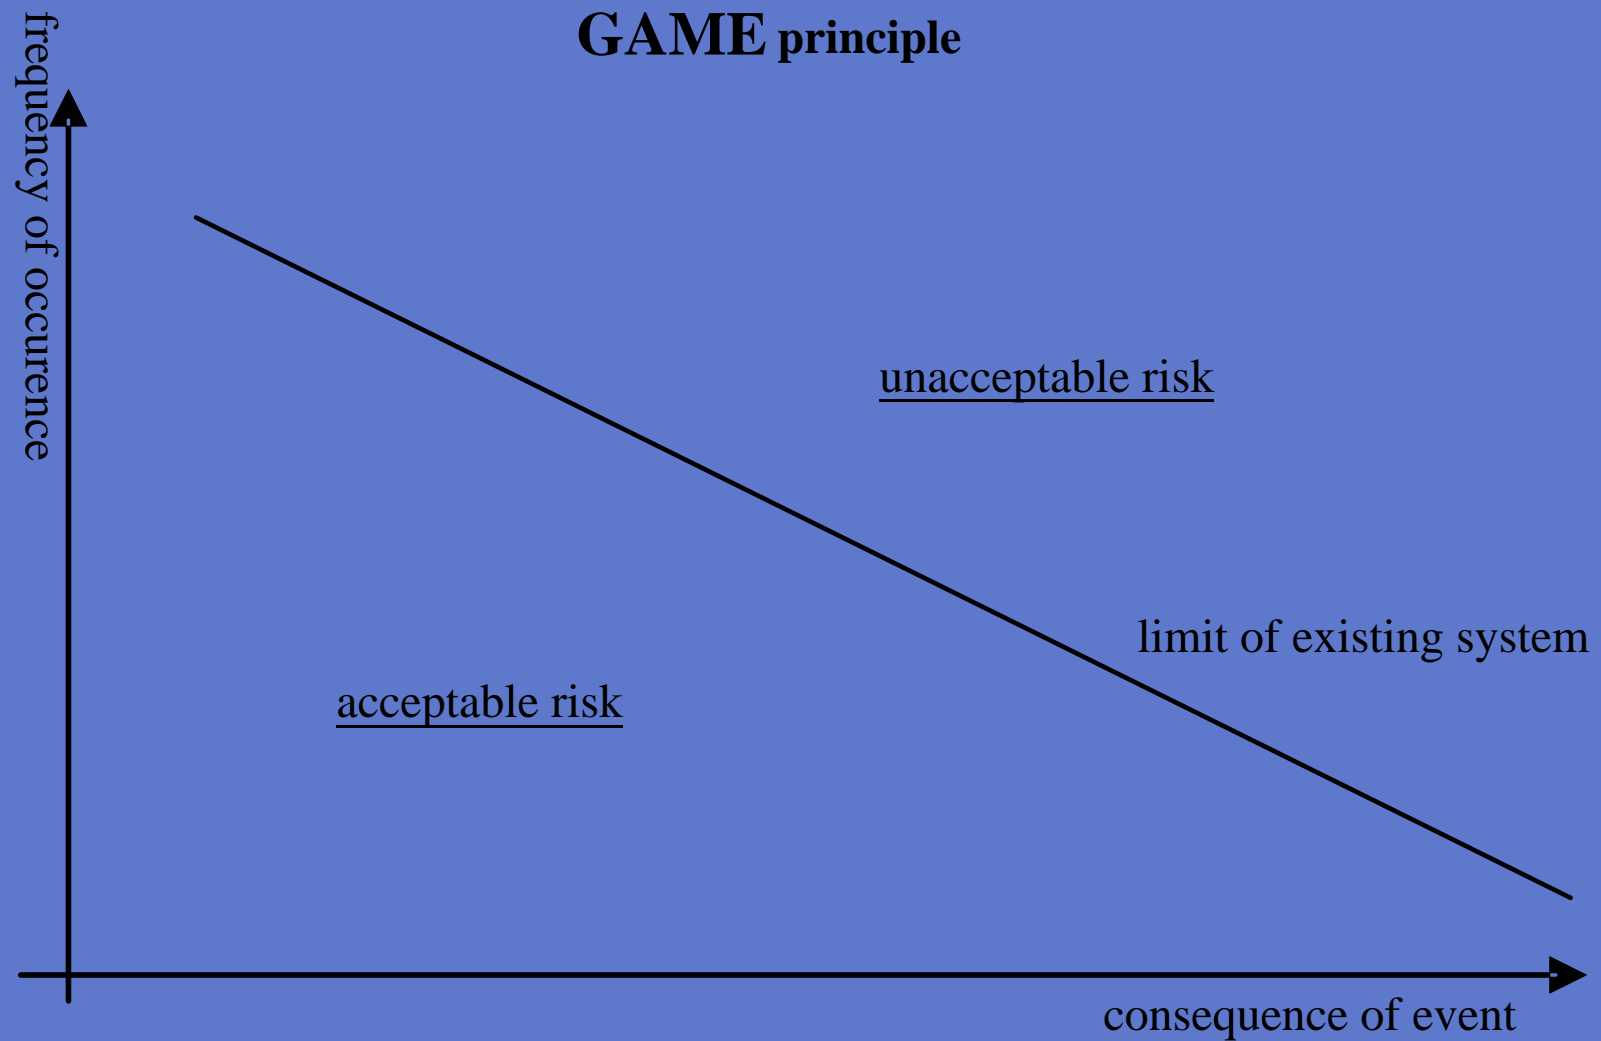 GAME principle
frequency of occurence
unacceptable risk
limit of existing system
acceptable risk
consequence of event